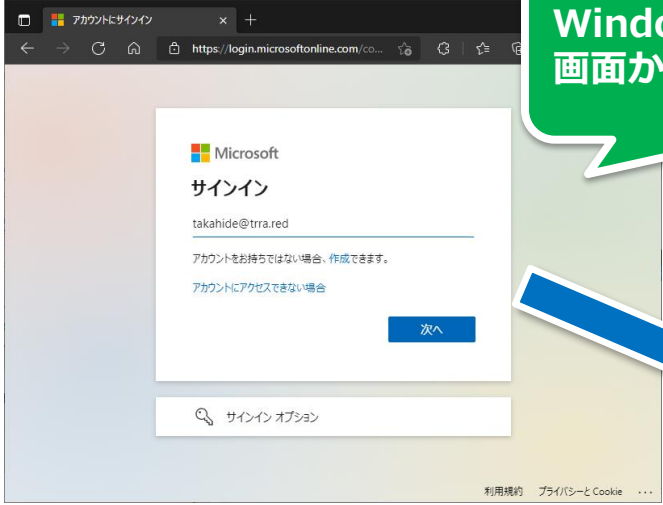 アカウントにサインイン
https://login.microsoftonline.com/co...
Windo
画面か
Microsoft
サインイン
takahide@trra.red
アカウントをお持ちではない場合、作成できます。
アカウントにアクセスできない場合
次へ
サインイン オプション
利用規約 プライバシーと Cookie ...